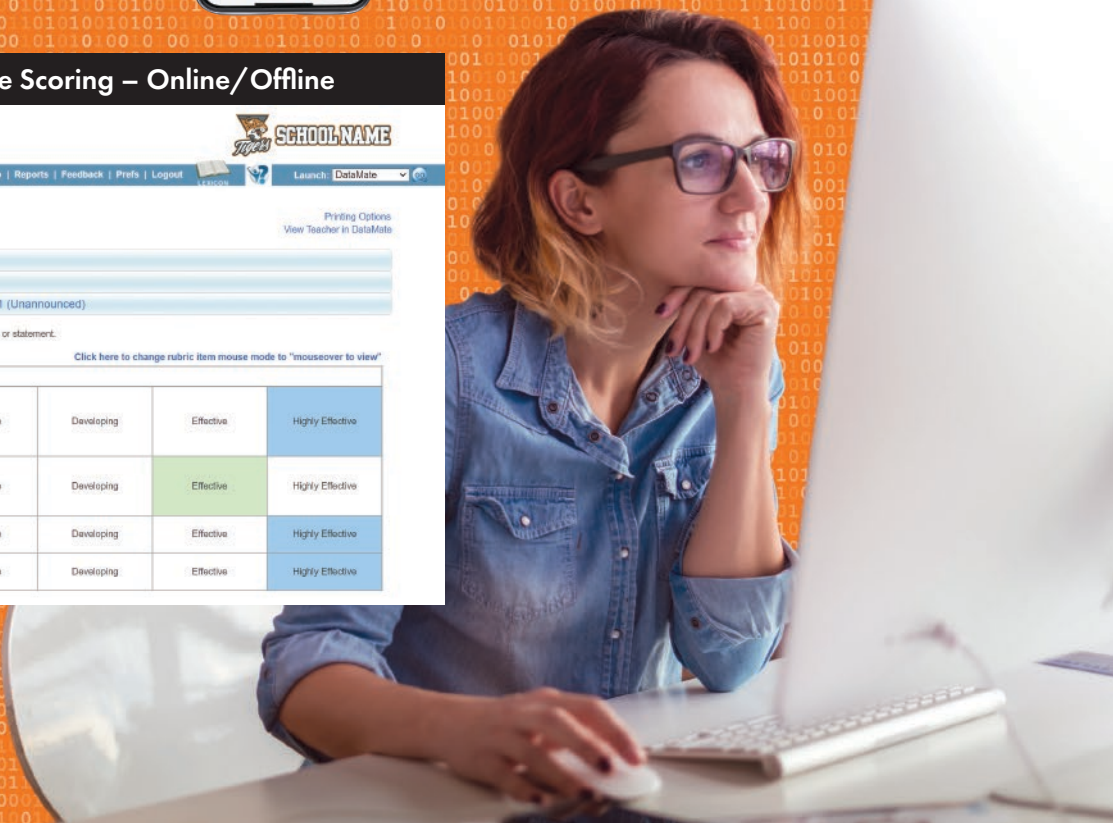 e Scoring – Online/Offline
Tigers SCHOOL NAME
| Reports | Feedback | Prefs | Logout LEXICON Launch: DataMate
Printing Options
View Teacher in DataMate
1 (Unannounced)
or statement.
Click here to change rubric item mouse mode to "mouseover to view"
Developing Effective Highly Effective
Developing Effective Highly Effective
Developing Effective Highly Effective
Developing Effective Highly Effective